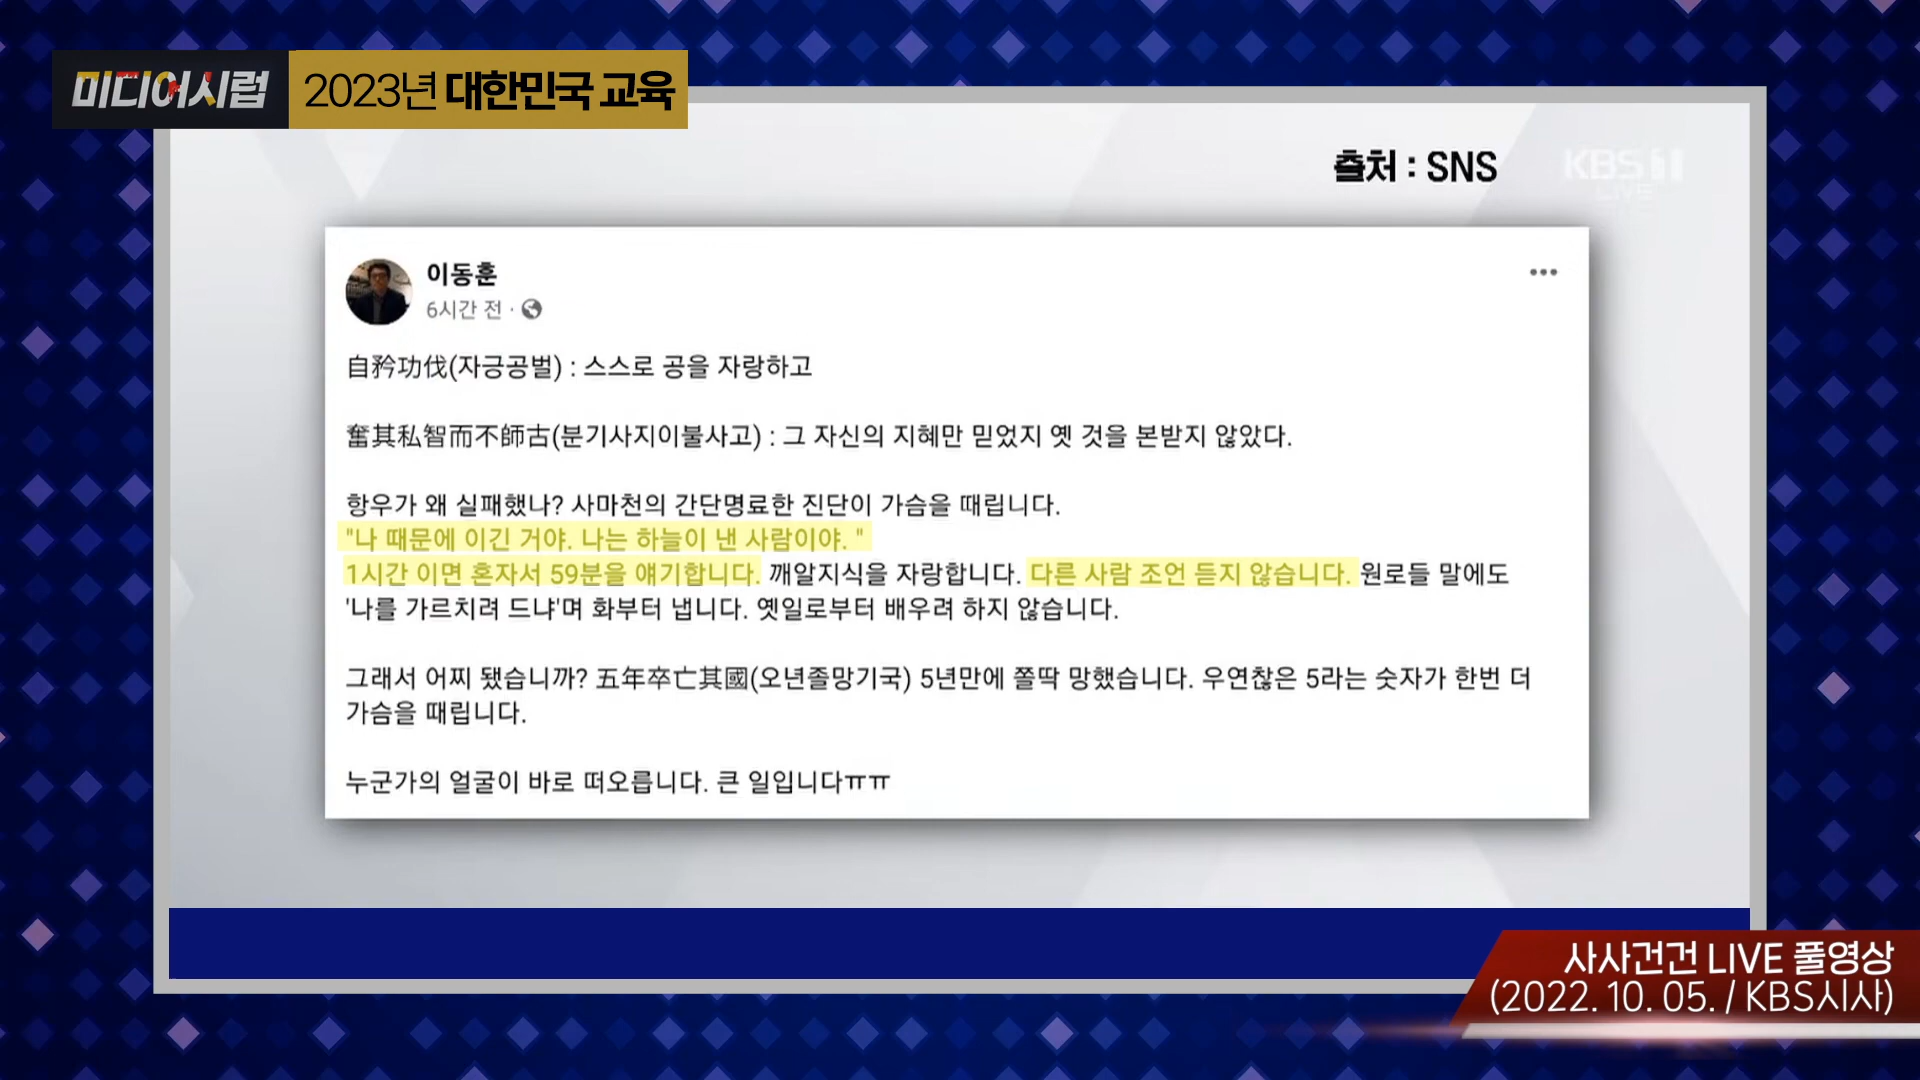 미디어시럽
2023년 대한민국 교육
출처 : SNS
KBS 1
LIVE
이동훈
6시간 전 ·
自矜功伐(자긍공벌) : 스스로 공을 자랑하고
奮其私智而不師古(분기사지이불사고) : 그 자신의 지혜만 믿었지 옛 것을 본받지 않았다.
항우가 왜 실패했나? 사마천의 간단명료한 진단이 가슴을 때립니다.
"나 때문에 이긴 거야. 나는 하늘이 낸 사람이야. "
1시간 이면 혼자서 59분을 얘기합니다. 깨알지식을 자랑합니다. 다른 사람 조언 듣지 않습니다. 원로들 말에도
'나를 가르치려 드냐'며 화부터 냅니다. 옛일로부터 배우려 하지 않습니다.
그래서 어찌 됐습니까? 五年卒亡其國(오년졸망기국) 5년만에 쫄딱 망했습니다. 우연찮은 5라는 숫자가 한번 더
가슴을 때립니다.
누군가의 얼굴이 바로 떠오릅니다. 큰 일입니다ㅠㅠ
사사건건 LIVE 풀영상
(2022. 10. 05. / KBS시사)